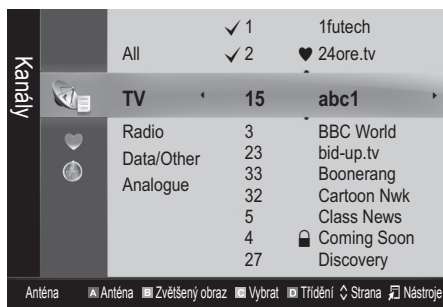 Kanály
✓ 1 1futech
All ✓ 2 ♥ 24ore.tv
TV 15 abc1
Radio 3 BBC World
Data/Other 23 bid-up.tv
Analogue 33 Boonerang
32 Cartoon Nwk
5 Class News
4 Coming Soon
27 Discovery
Anténa A Anténa B Zvětšený obraz C Vybrat D Třídění Strana Nástroje